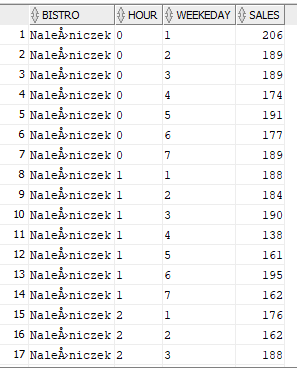 BISTRO HOUR WEEKEDAY SALES
1 NaleÅ›niczek 0 1 206
2 NaleÅ›niczek 0 2 189
3 NaleÅ›niczek 0 3 189
4 NaleÅ›niczek 0 4 174
5 NaleÅ›niczek 0 5 191
6 NaleÅ›niczek 0 6 177
7 NaleÅ›niczek 0 7 189
8 NaleÅ›niczek 1 1 188
9 NaleÅ›niczek 1 2 184
10 NaleÅ›niczek 1 3 190
11 NaleÅ›niczek 1 4 138
12 NaleÅ›niczek 1 5 161
13 NaleÅ›niczek 1 6 195
14 NaleÅ›niczek 1 7 162
15 NaleÅ›niczek 2 1 176
16 NaleÅ›niczek 2 2 162
17 NaleÅ›niczek 2 3 188